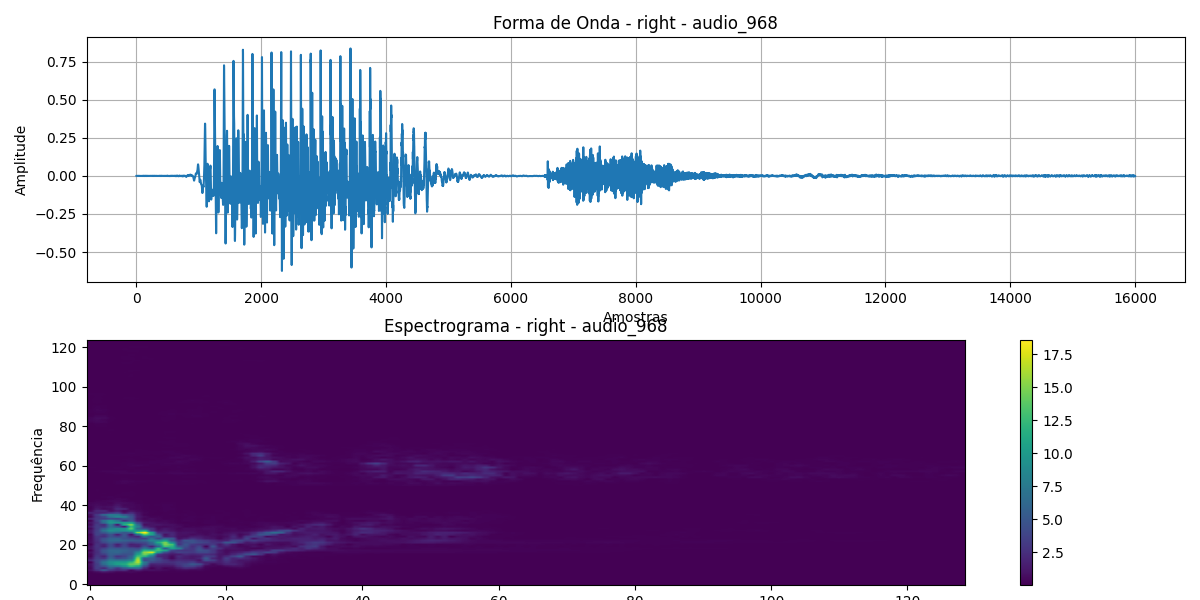 Forma de Onda - right - audio_968
Amplitude
0.75
0.50
0.25
0.00
−0.25
−0.50
0 2000 4000 6000 8000 10000 12000 14000 16000
Amostras
Espectrograma - right - audio_968
Frequência
120
100
80
60
40
20
0
0 20 40 60 80 100 120
17.5
15.0
12.5
10.0
7.5
5.0
2.5